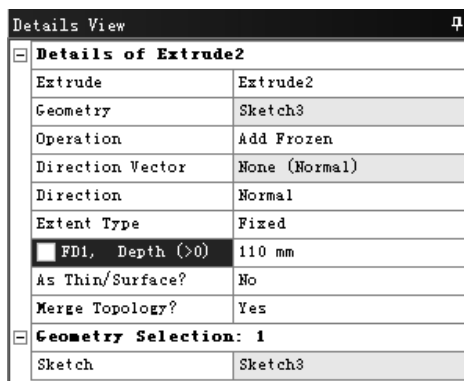 Details View
Details of Extrude2
Extrude Extrude2
Geometry Sketch3
Operation Add Frozen
Direction Vector None (Normal)
Direction Normal
Extent Type Fixed
FD1, Depth (>0) 110 mm
As Thin/Surface? No
Merge Topology? Yes
Geometry Selection: 1
Sketch Sketch3